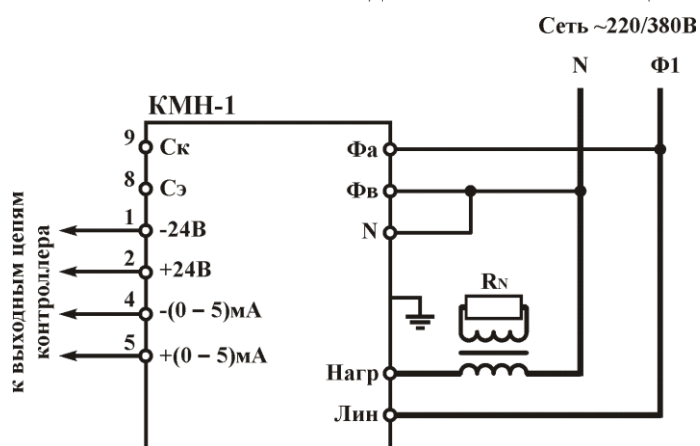 Сеть ~220/380В
N
Ф1
КМН-1
9
Ск
Фа
8
Сэ
Фв
1
-24В
N
2
+24В
4
-(0 – 5)мА
RN
5
+(0 – 5)мА
Нагр
Лин
к выходным цепям
контроллера